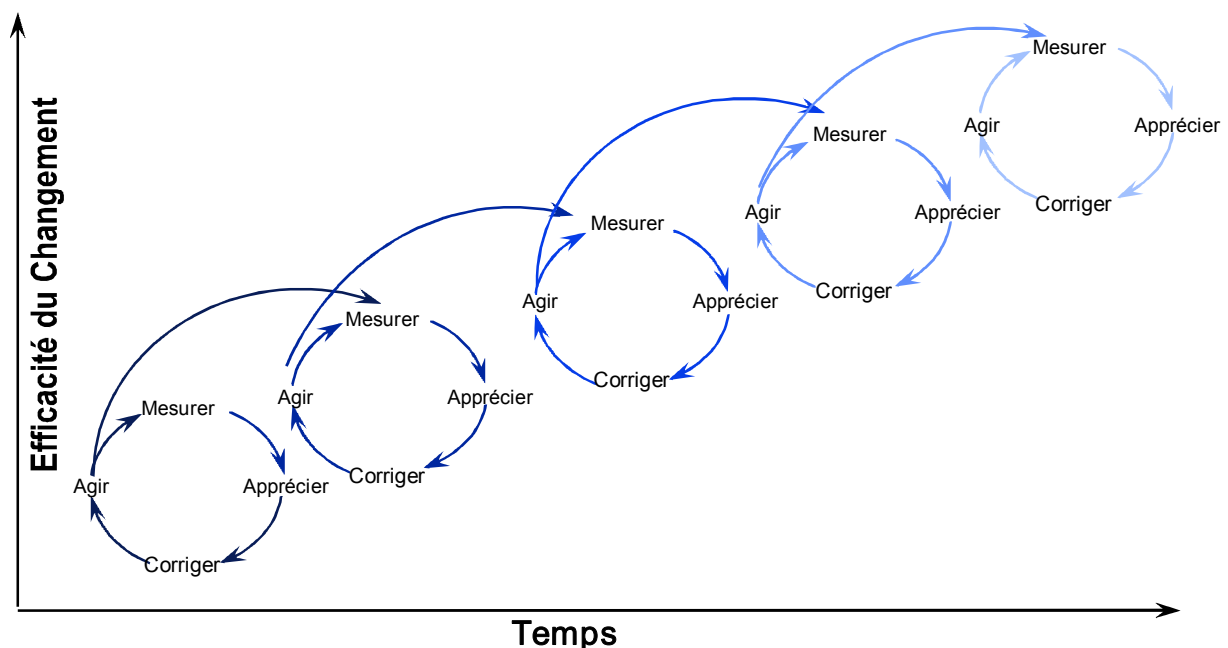 Efficacité du Changement
Mesurer
Agir
Apprécier
Corriger
Mesurer
Agir
Apprécier
Corriger
Mesurer
Agir
Apprécier
Corriger
Mesurer
Agir
Apprécier
Corriger
Mesurer
Agir
Apprécier
Corriger
Temps